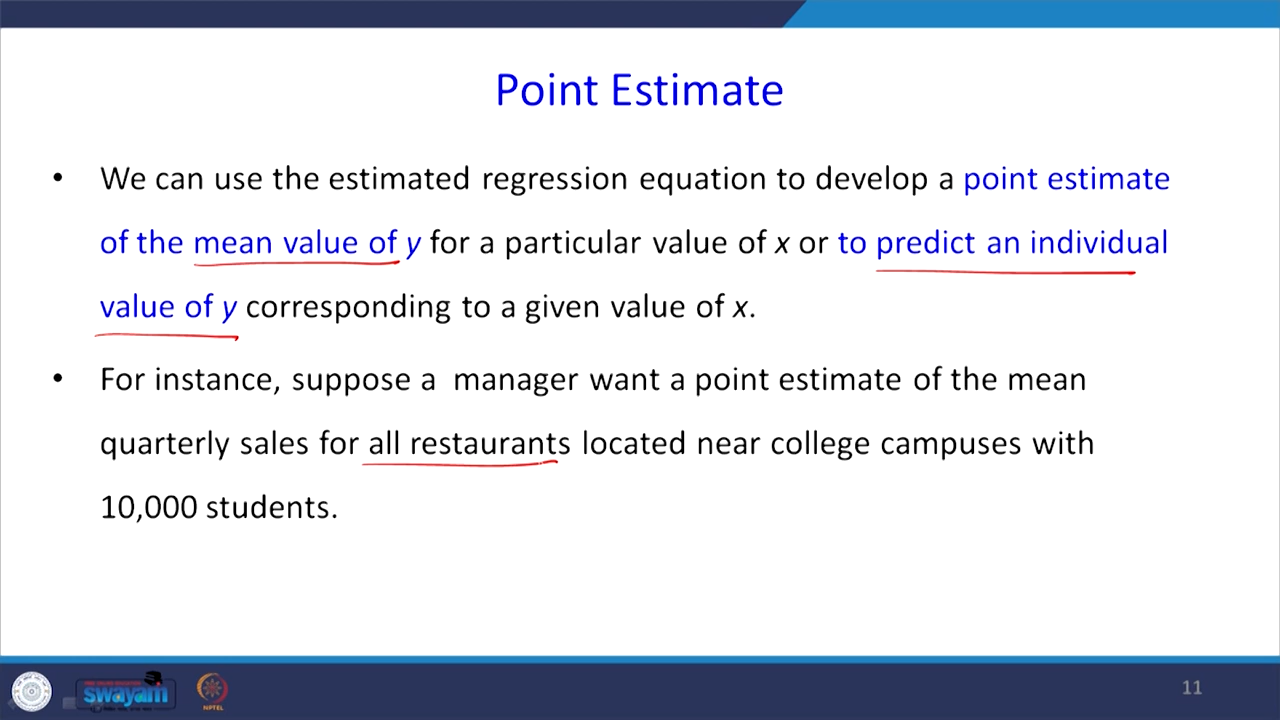 Point Estimate
• We can use the estimated regression equation to develop a point estimate
of the mean value of y for a particular value of x or to predict an individual
value of y corresponding to a given value of x.
• For instance, suppose a manager want a point estimate of the mean
quarterly sales for all restaurants located near college campuses with
10,000 students.
swayam
NPTEL
11